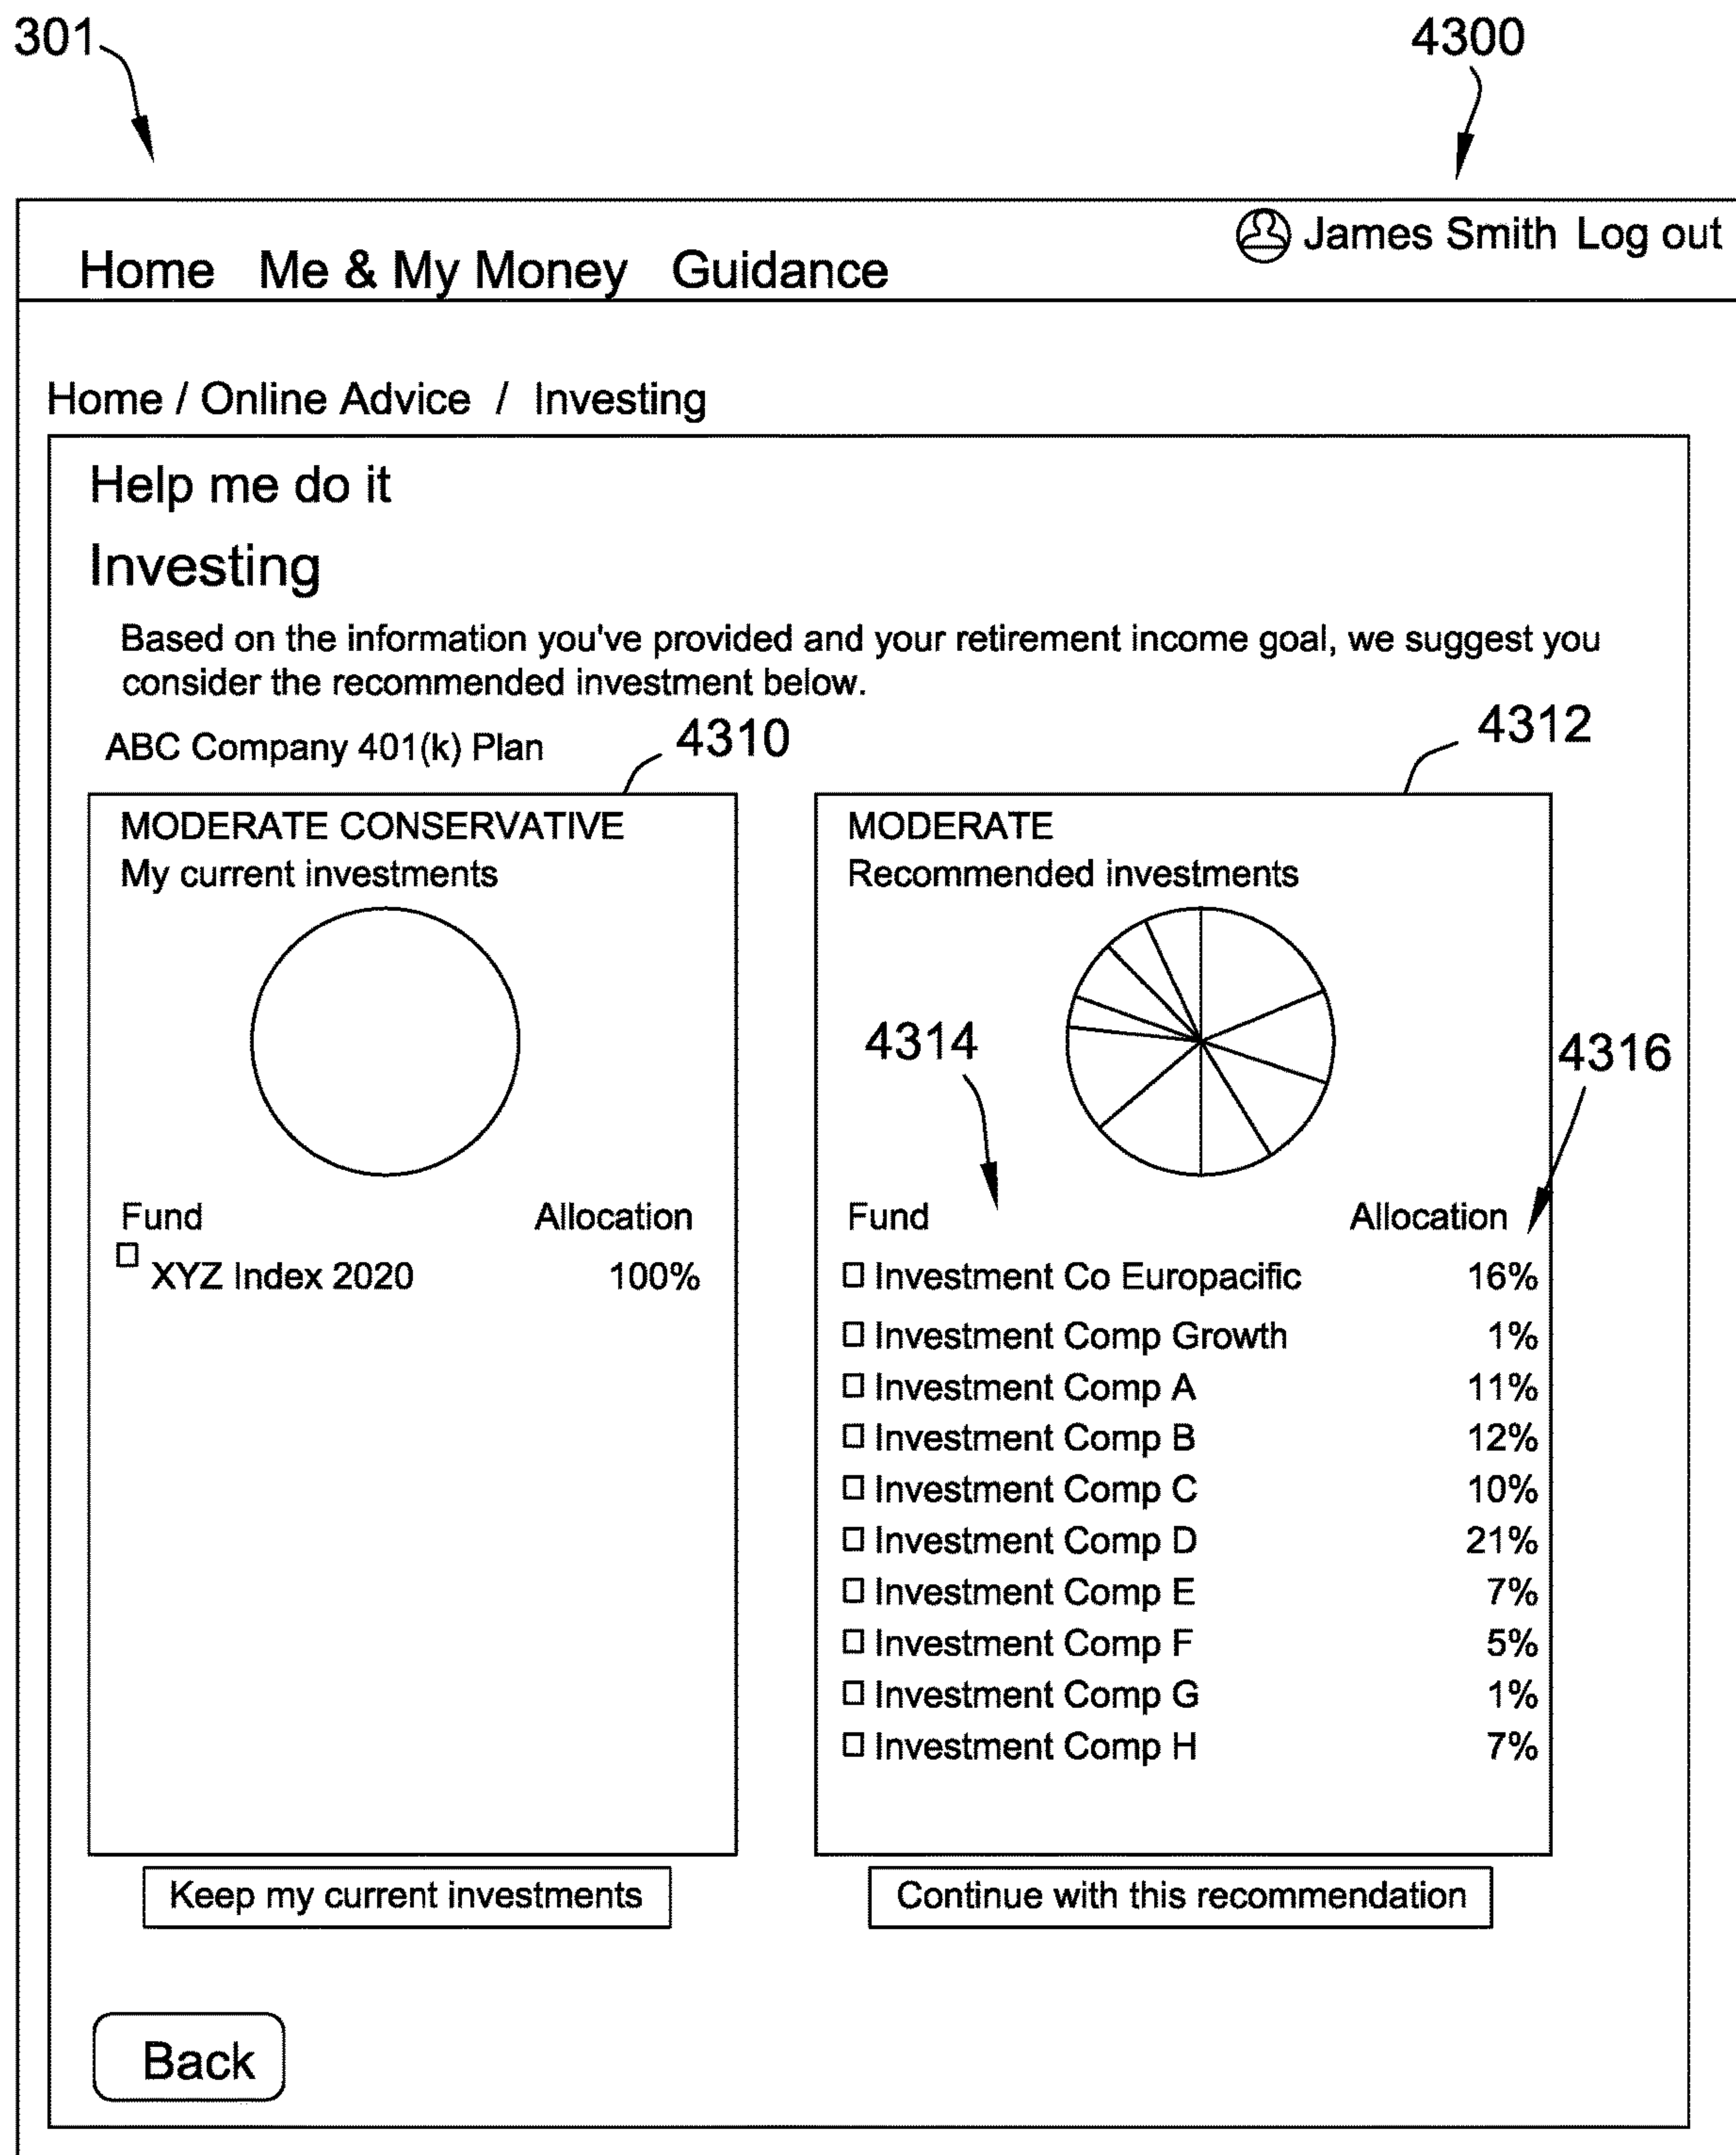 301
4300
James Smith Log out
Home Me & My Money Guidance
Home / Online Advice / Investing
Help me do it
Investing
Based on the information you've provided and your retirement income goal, we suggest you
consider the recommended investment below.
ABC Company 401(k) Plan
4310
4312
MODERATE CONSERVATIVE
My current investments
Fund Allocation
XYZ Index 2020 100%
MODERATE
Recommended investments
4314
4316
Fund Allocation
Investment Co Europacific 16%
Investment Comp Growth 1%
Investment Comp A 11%
Investment Comp B 12%
Investment Comp C 10%
Investment Comp D 21%
Investment Comp E 7%
Investment Comp F 5%
Investment Comp G 1%
Investment Comp H 7%
Keep my current investments
Continue with this recommendation
Back